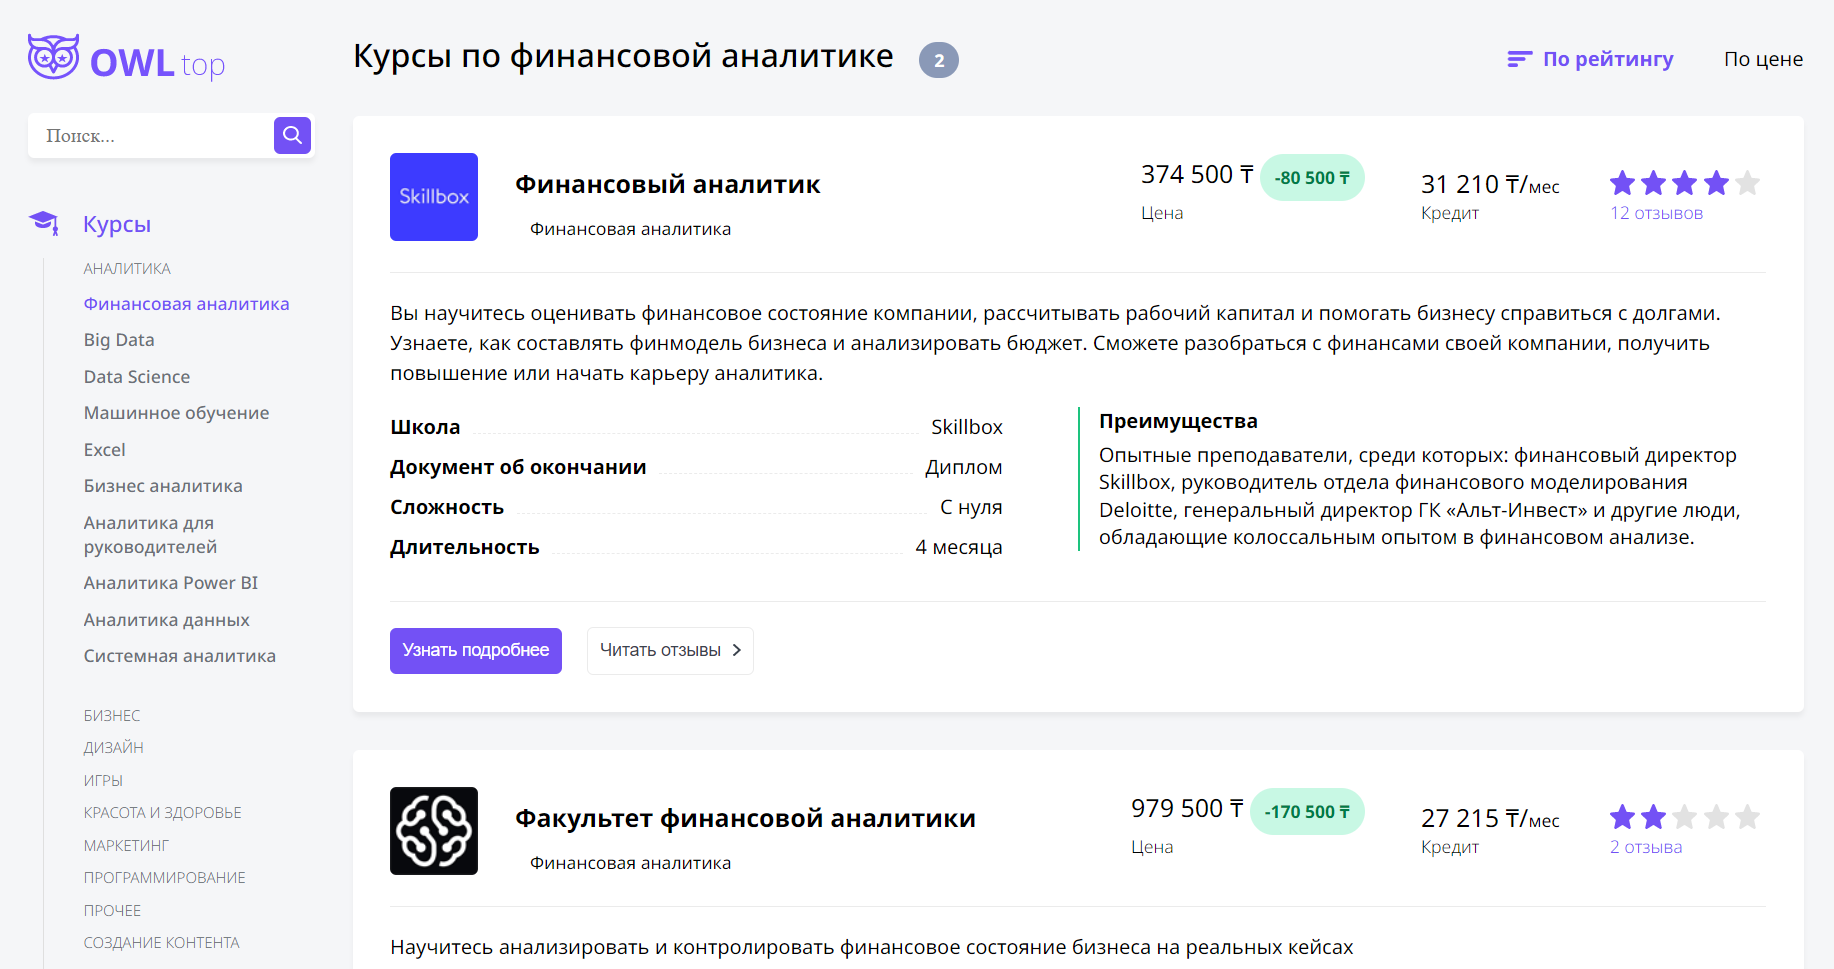 OWL top
Поиск...
Курсы
АНАЛИТИКА
Финансовая аналитика
Big Data
Data Science
Машинное обучение
Excel
Бизнес аналитика
Аналитика для
руководителей
Аналитика Power BI
Аналитика данных
Системная аналитика
БИЗНЕС
ДИЗАЙН
ИГРЫ
КРАСОТА И ЗДОРОВЬЕ
МАРКЕТИНГ
ПРОГРАММИРОВАНИЕ
ПРОЧЕЕ
СОЗДАНИЕ КОНТЕНТА
Курсы по финансовой аналитике 2
По рейтингу По цене
Skillbox
Финансовый аналитик
Финансовая аналитика
374 500 ₸ -80 500 ₸
Цена
31 210 ₸/мес
Кредит
12 отзывов
Вы научитесь оценивать финансовое состояние компании, рассчитывать рабочий капитал и помогать бизнесу справиться с долгами.
Узнаете, как составлять финмодель бизнеса и анализировать бюджет. Сможете разобраться с финансами своей компании, получить
повышение или начать карьеру аналитика.
Школа Skillbox
Документ об окончании Диплом
Сложность С нуля
Длительность 4 месяца
Преимущества
Опытные преподаватели, среди которых: финансовый директор
Skillbox, руководитель отдела финансового моделирования
Deloitte, генеральный директор ГК «Альт-Инвест» и другие люди,
обладающие колоссальным опытом в финансовом анализе.
Узнать подробнее Читать отзывы
Факультет финансовой аналитики
Финансовая аналитика
979 500 ₸ -170 500 ₸
Цена
27 215 ₸/мес
Кредит
2 отзыва
Научитесь анализировать и контролировать финансовое состояние бизнеса на реальных кейсах